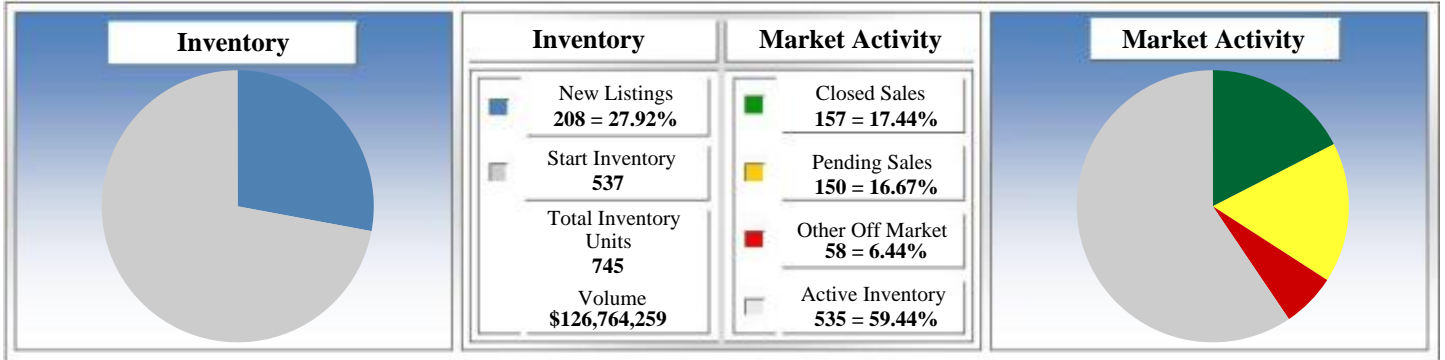 Inventory
Inventory
Market Activity
New Listings
208 = 27.92%
Start Inventory
537
Total Inventory
Units
745
Volume
$126,764,259
Closed Sales
157 = 17.44%
Pending Sales
150 = 16.67%
Other Off Market
58 = 6.44%
Active Inventory
535 = 59.44%
Market Activity